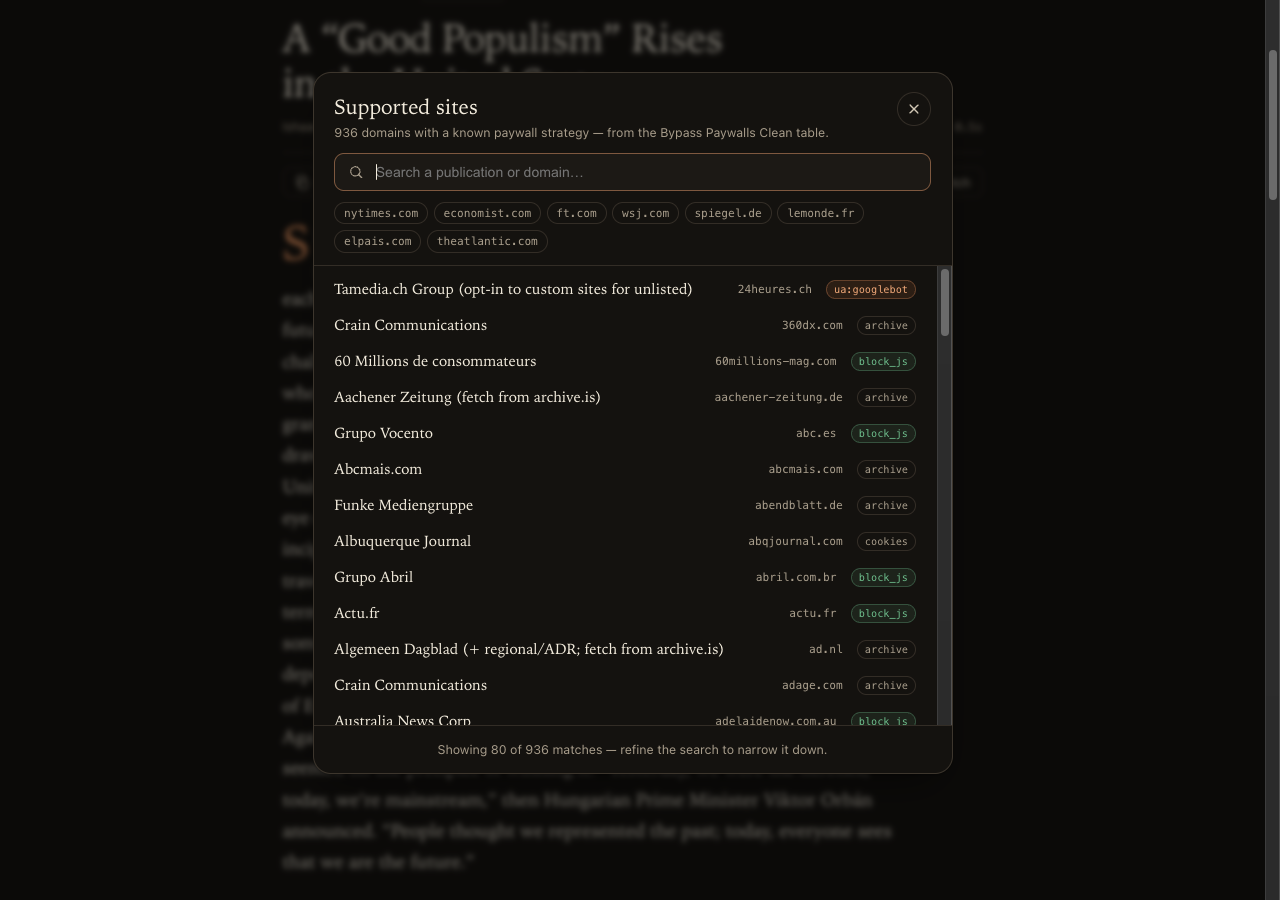 A “Good Populism” Rises
in the United States
Supported sites
936 domains with a known paywall strategy — from the Bypass Paywalls Clean table.
Search a publication or domain…
nytimes.com economist.com ft.com wsj.com spiegel.de lemonde.fr
elpais.com theatlantic.com
S
Tamedia.ch Group (opt-in to custom sites for unlisted) 24heures.ch ua:googlebot
Crain Communications 360dx.com archive
60 Millions de consommateurs 60millions-mag.com block_js
Aachener Zeitung (fetch from archive.is) aachener-zeitung.de archive
Grupo Vocento abc.es block_js
Abcmais.com abcmais.com archive
Funke Mediengruppe abendblatt.de archive
Albuquerque Journal abqjournal.com cookies
Grupo Abril abril.com.br block_js
Actu.fr actu.fr block_js
Algemeen Dagblad (+ regional/ADR; fetch from archive.is) ad.nl archive
Crain Communications adage.com archive
Australia News Corp adelaidenow.com.au block_js
Showing 80 of 936 matches — refine the search to narrow it down.
today, we’re mainstream,” then Hungarian Prime Minister Viktor Orbán
announced. “People thought we represented the past; today, everyone sees
that we are the future.”